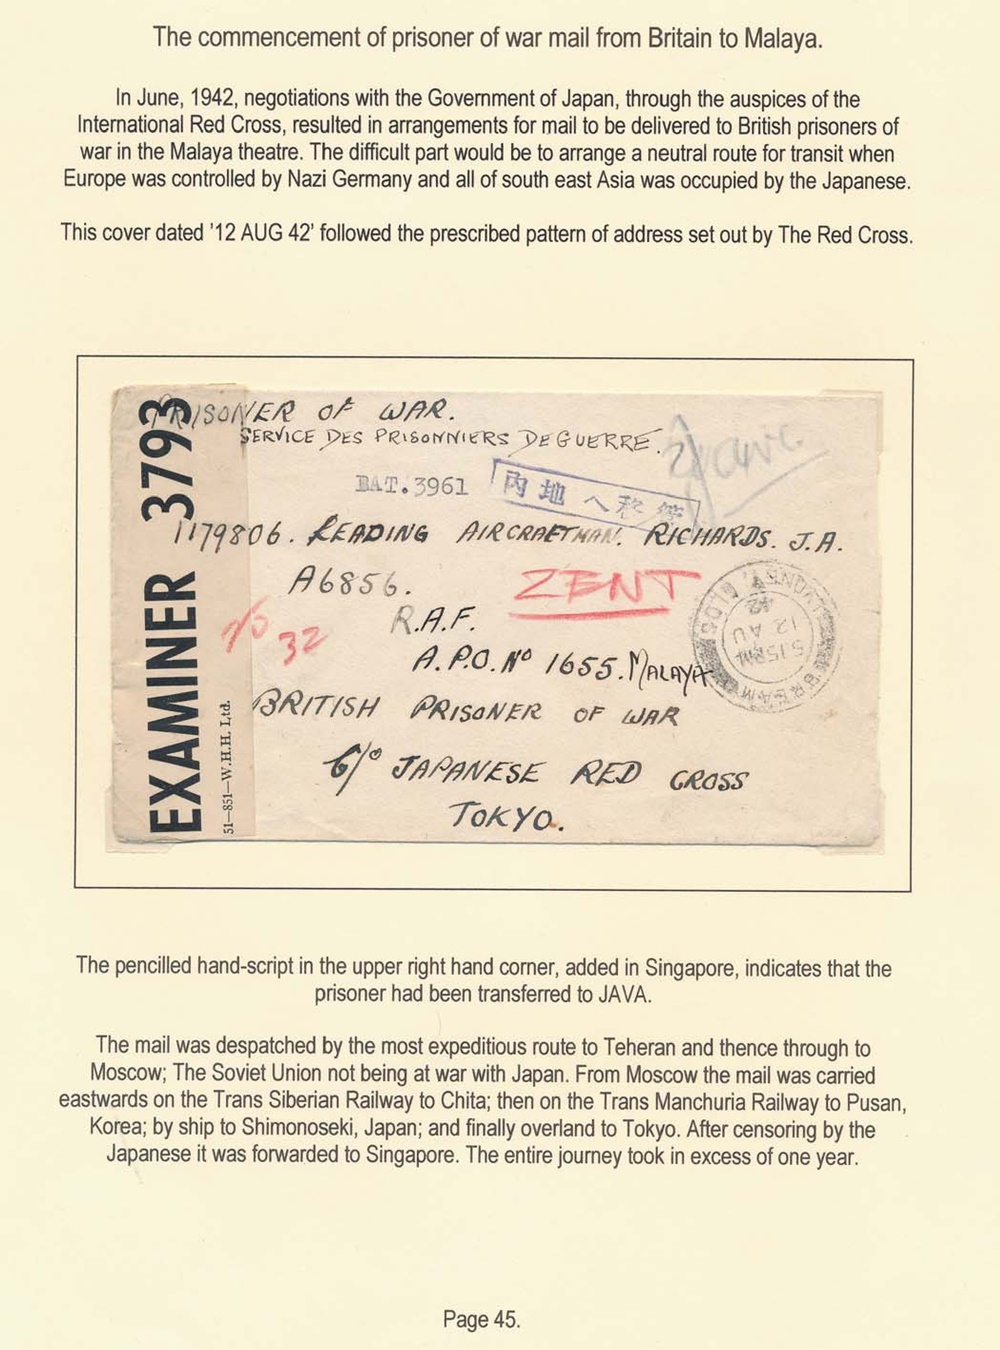 The commencement of prisoner of war mail from Britain to Malaya.
In June, 1942, negotiations with the Government of Japan, through the auspices of the
International Red Cross, resulted in arrangements for mail to be delivered to British prisoners of
war in the Malaya theatre. The difficult part would be to arrange a neutral route for transit when
Europe was controlled by Nazi Germany and all of south east Asia was occupied by the Japanese.
This cover dated '12 AUG 42' followed the prescribed pattern of address set out by The Red Cross.
PRISONER OF WAR.
SERVICE DES PRISONNIERS DE GUERRE.
BAT.3961
内地へ移
1179806. LEADING AIRCRAFTMAN. RICHARDS. J.A.
A6856.
ZENT
R.A.F.
32
A.P.O. Nº 1655. MALAYA
BRITISH PRISONER OF WAR
C/O JAPANESE RED CROSS
TOKYO.
EXAMINER 3793
51—851—W.H.H. Ltd.
5 15 PM
12 AU
42
The pencilled hand-script in the upper right hand corner, added in Singapore, indicates that the
prisoner had been transferred to JAVA.
The mail was despatched by the most expeditious route to Teheran and thence through to
Moscow; The Soviet Union not being at war with Japan. From Moscow the mail was carried
eastwards on the Trans Siberian Railway to Chita; then on the Trans Manchuria Railway to Pusan,
Korea; by ship to Shimonoseki, Japan; and finally overland to Tokyo. After censoring by the
Japanese it was forwarded to Singapore. The entire journey took in excess of one year.
Page 45.